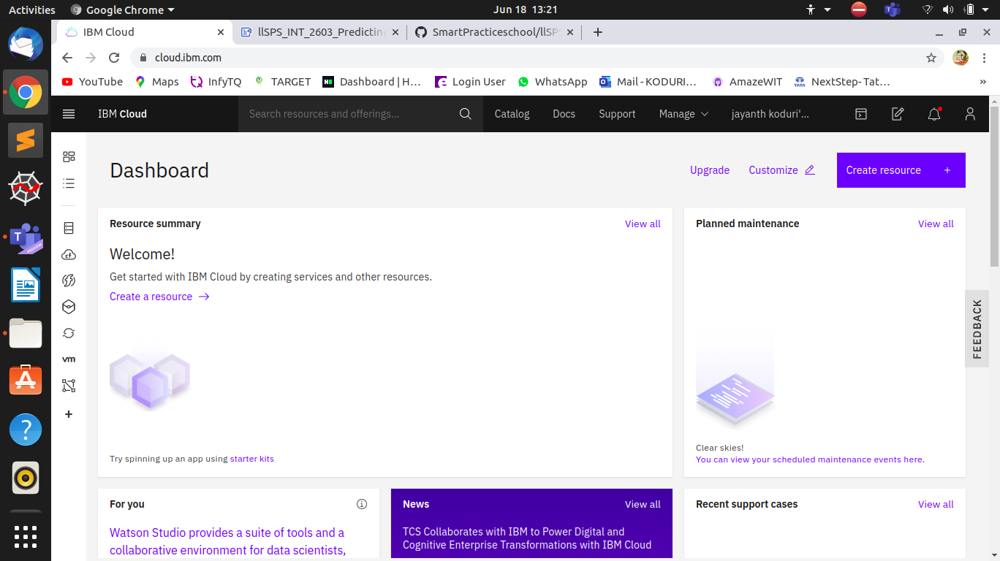 Activities
Google Chrome
Jun 18 13:21
IBM Cloud
llSPS_INT_2603_Predicting
SmartPracticeschool/llSPS
cloud.ibm.com
YouTube
Maps
InfyTQ
TARGET
Dashboard | H...
Login User
WhatsApp
Mail - KODURI...
AmazeWIT
NextStep- Tat...
»
IBM Cloud
Search resources and offerings...
Catalog
Docs
Support
Manage
jayanth koduri'...
Dashboard
Upgrade
Customize
Create resource +
Resource summary
View all
Welcome!
Get started with IBM Cloud by creating services and other resources.
Create a resource →
Try spinning up an app using starter kits
Planned maintenance
View all
Clear skies!
You can view your scheduled maintenance events here.
FEEDBACK
cf
vm
For you
Watson Studio provides a suite of tools and a
collaborative environment for data scientists,
News
View all
TCS Collaborates with IBM to Power Digital and
Cognitive Enterprise Transformations with IBM Cloud
Recent support cases
View all